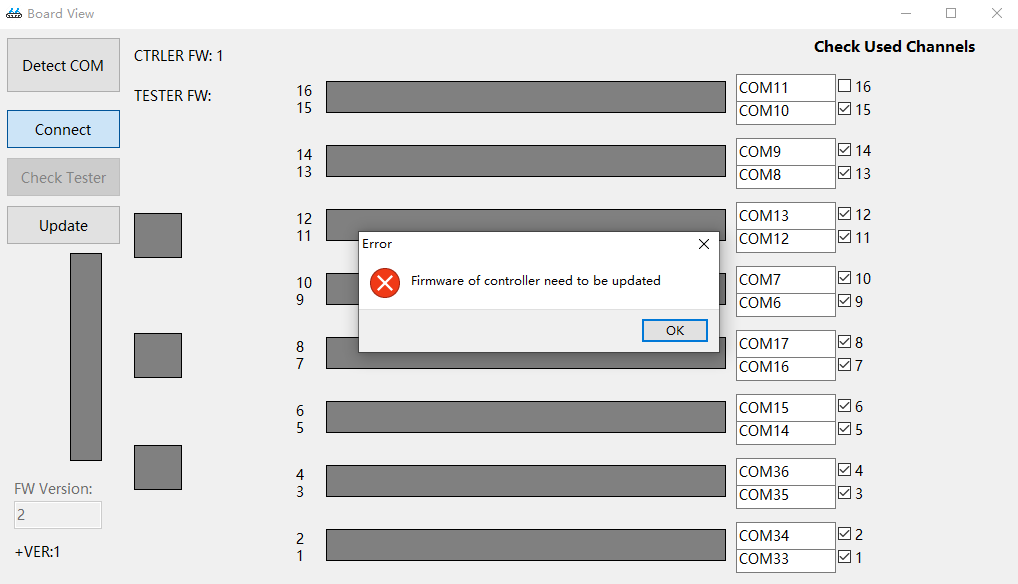 Board View
Check Used Channels
Detect COM
CTRLER FW: 1
TESTER FW:
Connect
Check Tester
Update
FW Version:
2
+VER:1
16 COM11 16
15 COM10 15
14 COM9 14
13 COM8 13
12 COM13 12
11 COM12 11
10 COM7 10
9 COM6 9
8 COM17 8
7 COM16 7
6 COM15 6
5 COM14 5
4 COM36 4
3 COM35 3
2 COM34 2
1 COM33 1
Error
Firmware of controller need to be updated
OK